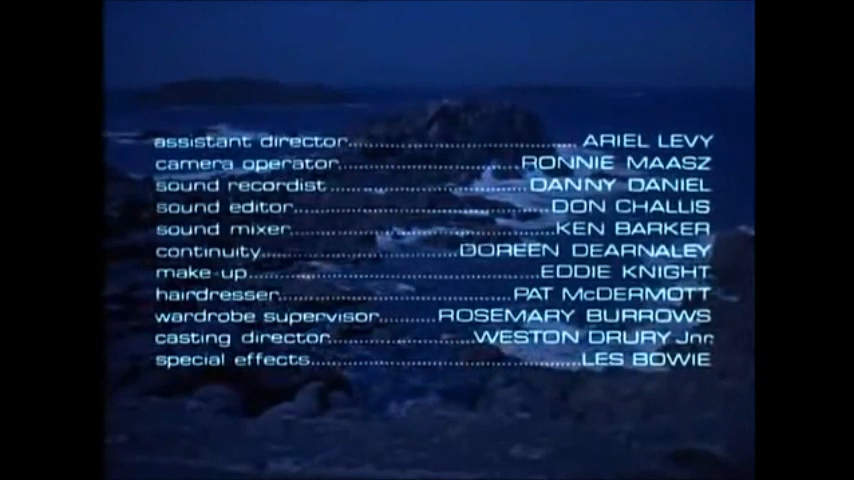 assistant director..............................ARIEL LEVY
camera operator........................RONNIE MAASZ
sound recordist..........................DANNY DANIEL
sound editor..................................DON CHALLIS
sound mixer...................................KEN BARKER
continuity..........................DOREEN DEARNALEY
make-up......................................EDDIE KNIGHT
hairdresser..............................PAT McDERMOTT
wardrobe supervisor.......ROSEMARY BURROWS
casting director...................WESTON DRURY Jnr.
special effects...................................LES BOWIE